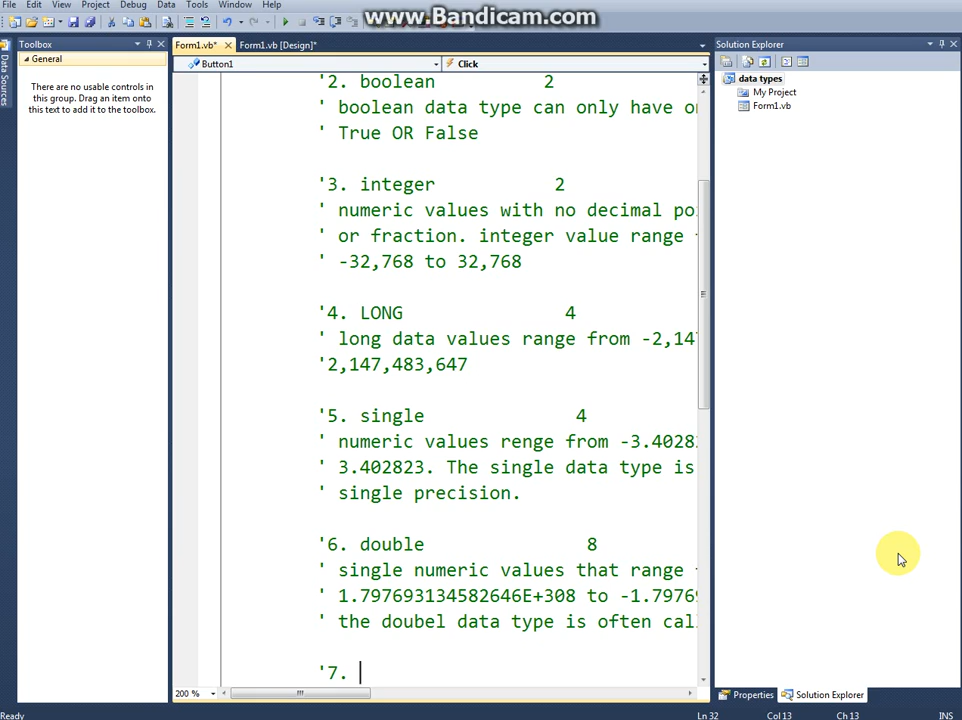 File Edit View Project Debug Data Tools Window Help
www.Bandicam.com
Toolbox
Form1.vb*
Form1.vb [Design]*
Solution Explorer
General
Button1
Click
There are no usable controls in
this group. Drag an item onto
this text to add it to the toolbox.
Data Sources
data types
My Project
Form1.vb
'2. boolean 2
' boolean data type can only have o
' True OR False
'3. integer 2
' numeric values with no decimal po
' or fraction. integer value range
' -32,768 to 32,768
'4. LONG 4
' long data values range from -2,147
'2,147,483,647
'5. single 4
' numeric values renge from -3.40282
' 3.402823. The single data type is
' single precision.
'6. double 8
' single numeric values that range
' 1.797693134582646E+308 to -1.79769
' the doubel data type is often cal
'7.
200 %
Properties
Solution Explorer
Ready
Ln 32
Col 13
Ch 13
INS